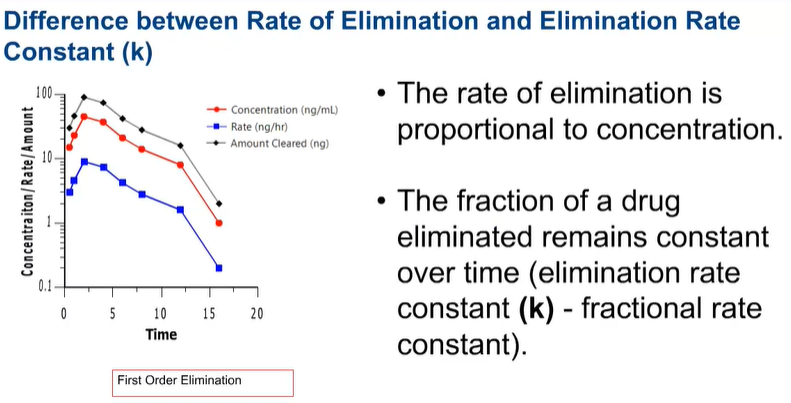 Difference between Rate of Elimination and Elimination Rate
Constant (k)
Concentraiton/Rate/Amount
100
10
1
0.1
Concentration (ng/mL)
Rate (ng/hr)
Amount Cleared (ng)
0 5 10 15 20
Time
First Order Elimination
• The rate of elimination is
proportional to concentration.
• The fraction of a drug
eliminated remains constant
over time (elimination rate
constant (k) - fractional rate
constant).